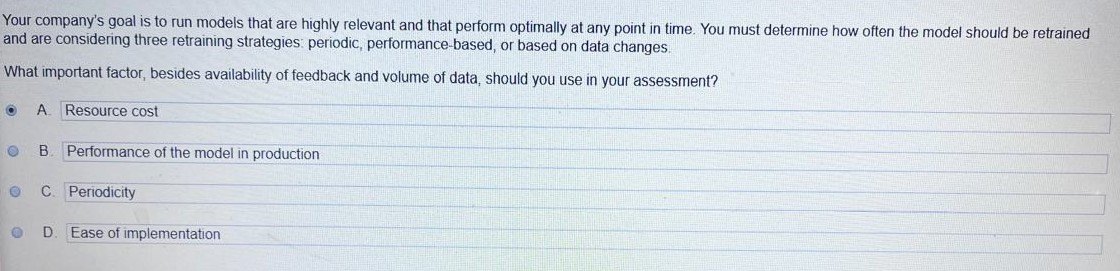 Your company's goal is to run models that are highly relevant and that perform optimally at any point in time. You must determine how often the model should be retrained
and are considering three retraining strategies: periodic, performance-based, or based on data changes.
What important factor, besides availability of feedback and volume of data, should you use in your assessment?
A. Resource cost
B. Performance of the model in production
C. Periodicity
D. Ease of implementation